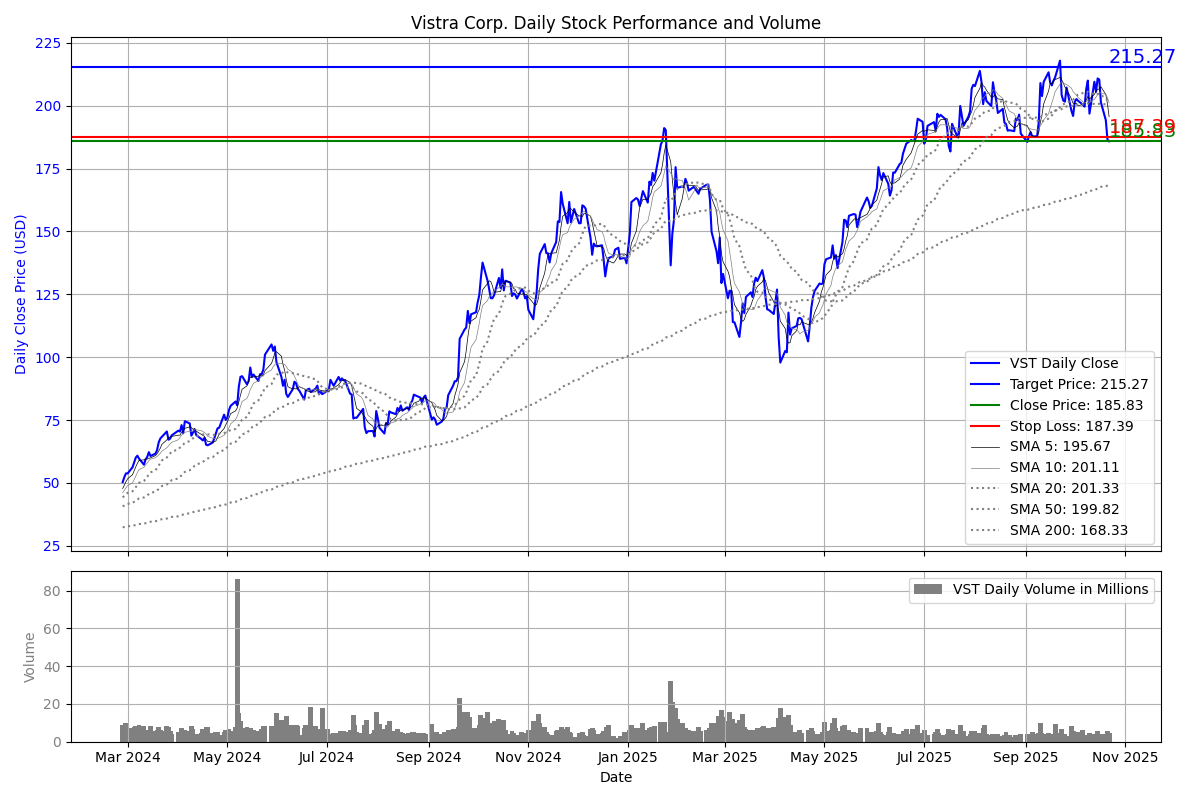 Vistra Corp. Daily Stock Performance and Volume
Daily Close Price (USD)
225
200
175
150
125
100
75
50
25
215.27
187.39
185.83
VST Daily Close
Target Price: 215.27
Close Price: 185.83
Stop Loss: 187.39
SMA 5: 195.67
SMA 10: 201.11
SMA 20: 201.33
SMA 50: 199.82
SMA 200: 168.33
Volume
80
60
40
20
0
VST Daily Volume in Millions
Mar 2024 May 2024 Jul 2024 Sep 2024 Nov 2024 Jan 2025 Mar 2025 May 2025 Jul 2025 Sep 2025 Nov 2025
Date